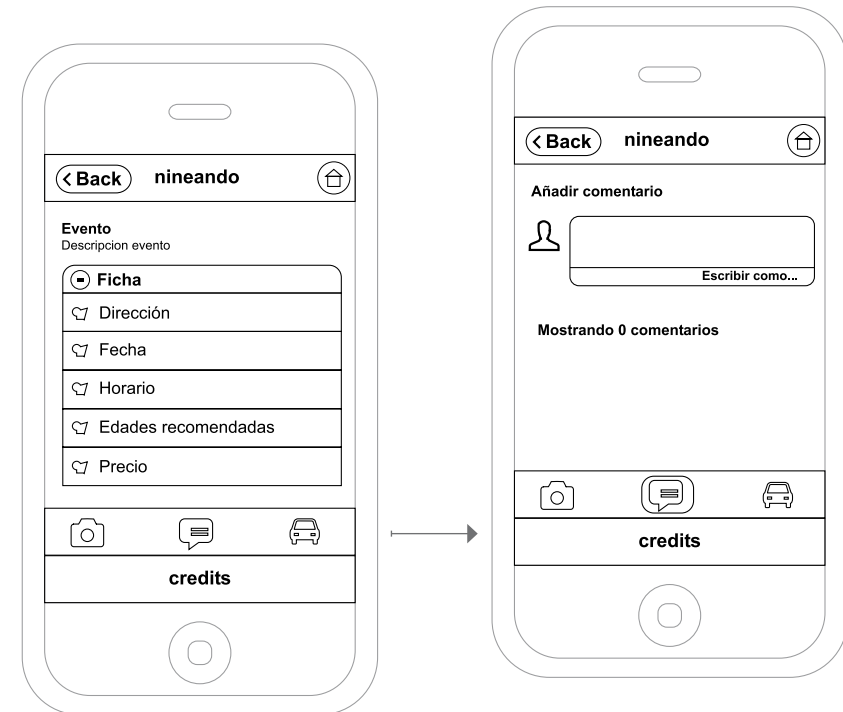 Back nineando
Evento
Descripcion evento
Ficha
Dirección
Fecha
Horario
Edades recomendadas
Precio
credits
Back nineando
Añadir comentario
Escribir como...
Mostrando 0 comentarios
credits